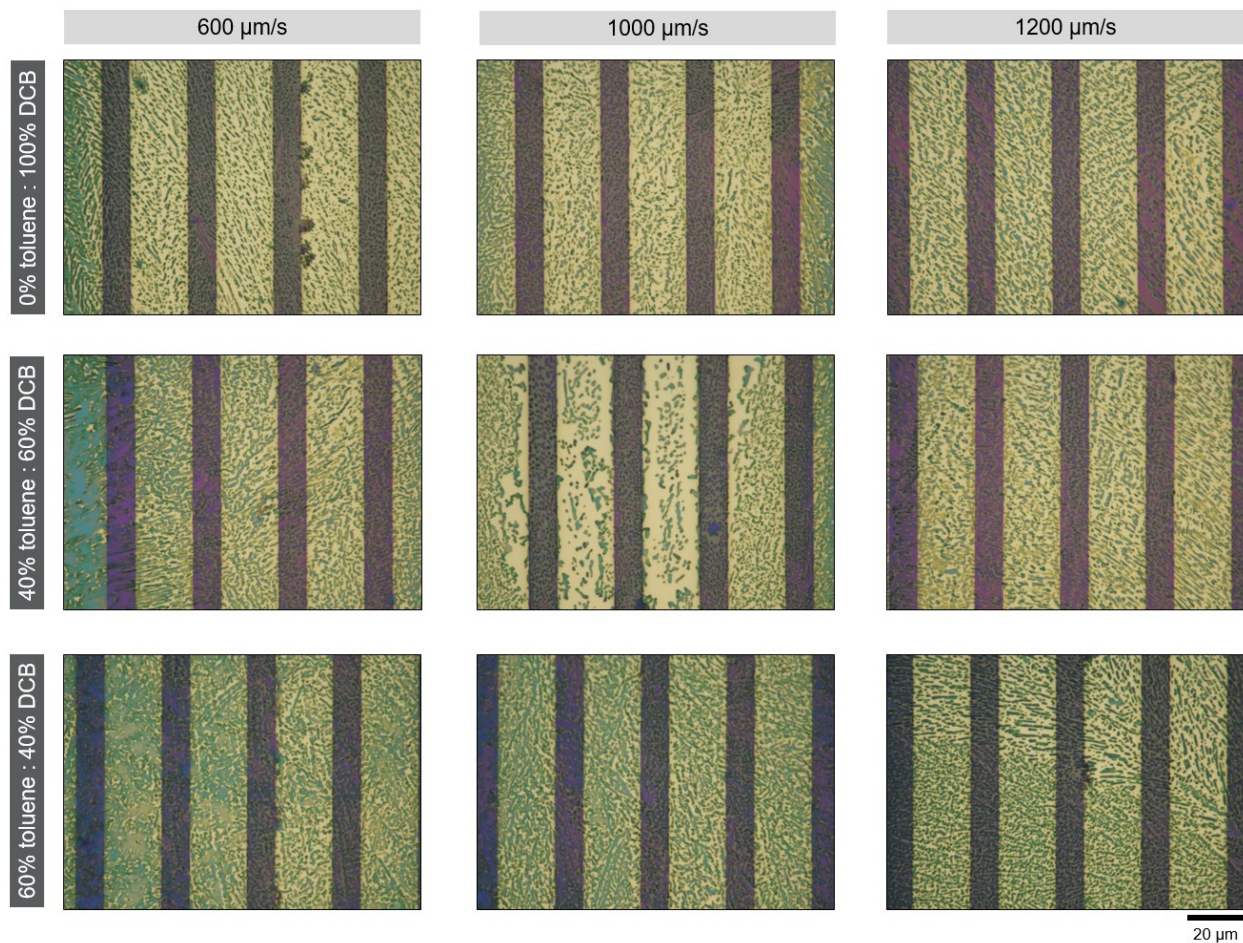 600 µm/s
1000 µm/s
1200 µm/s
0% toluene : 100% DCB
40% toluene : 60% DCB
60% toluene : 40% DCB
20 µm